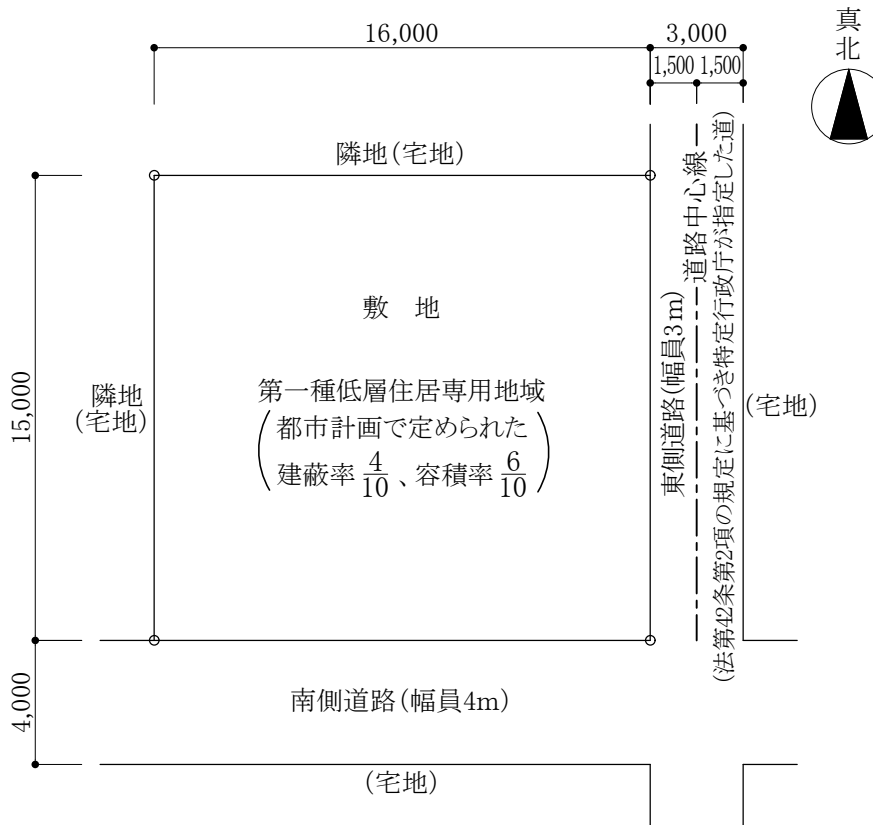 16,000
3,000
1,500
1,500
真北
隣地(宅地)
敷 地
第一種低層住居専用地域
都市計画で定められた
建蔽率4/10、容積率6/10
隣地
(宅地)
15,000
東側道路(幅員3m)
道路中心線
(法第42条第2項の規定に基づき特定行政庁が指定した道)
(宅地)
4,000
南側道路(幅員4m)
(宅地)